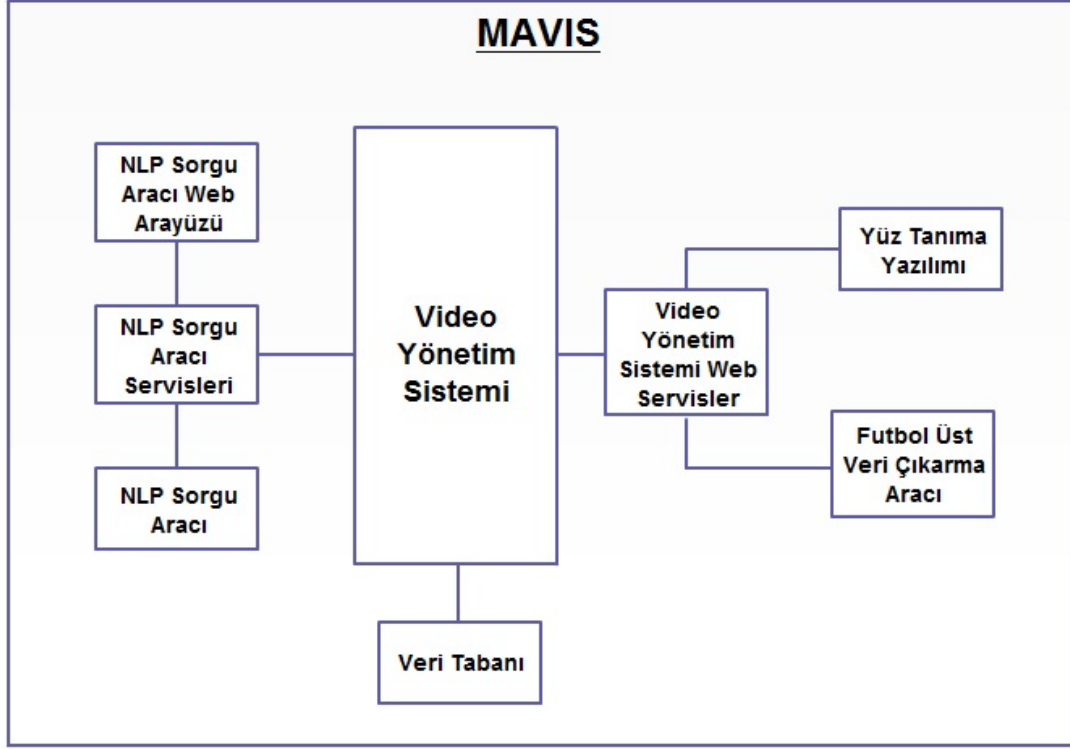 MAVIS
NLP Sorgu
Aracı Web
Arayüzü
NLP Sorgu
Aracı
Servisleri
NLP Sorgu
Aracı
Video
Yönetim
Sistemi
Veri Tabanı
Video
Yönetim
Sistemi Web
Servisler
Yüz Tanıma
Yazılımı
Futbol Üst
Veri Çıkarma
Aracı